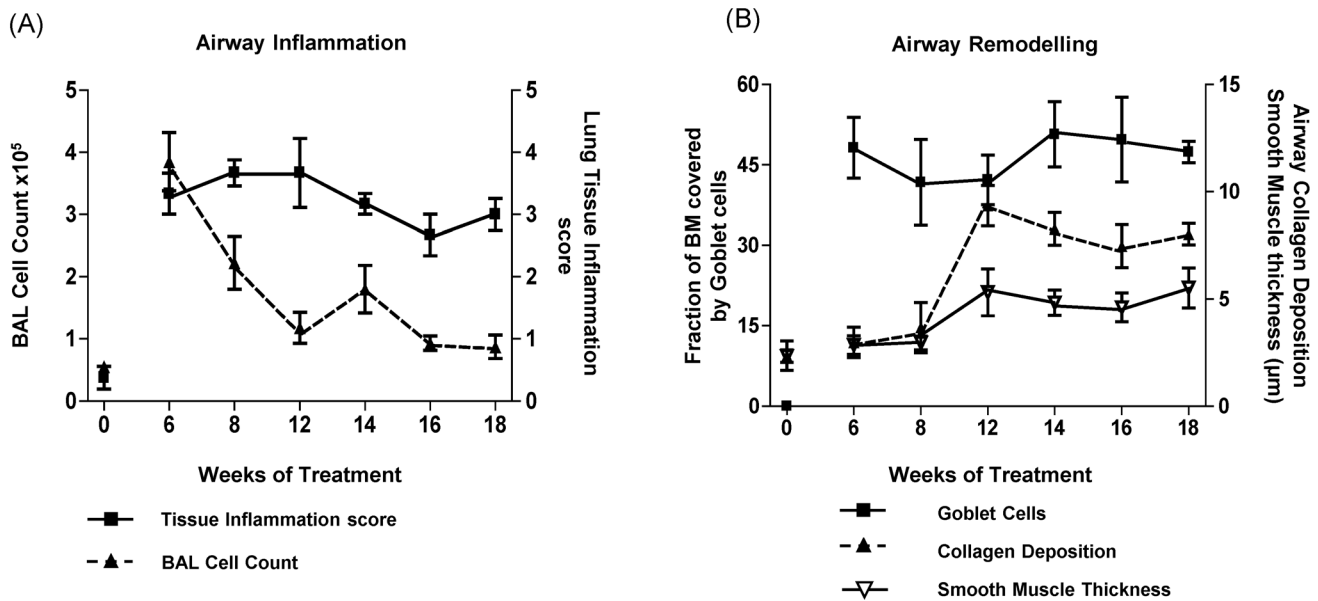 (A)
Airway Inflammation
5
4
3
2
1
0
BAL Cell Count x10⁵
5
4
3
2
1
0
Lung Tissue Inflammation
score
0 6 8 12 14 16 18
Weeks of Treatment
Tissue Inflammation score
BAL Cell Count
(B)
Airway Remodelling
60
45
30
15
0
Fraction of BM covered
by Goblet cells
15
10
5
0
Airway Collagen Deposition
Smooth Muscle thickness (µm)
0 6 8 12 14 16 18
Weeks of Treatment
Goblet Cells
Collagen Deposition
Smooth Muscle Thickness